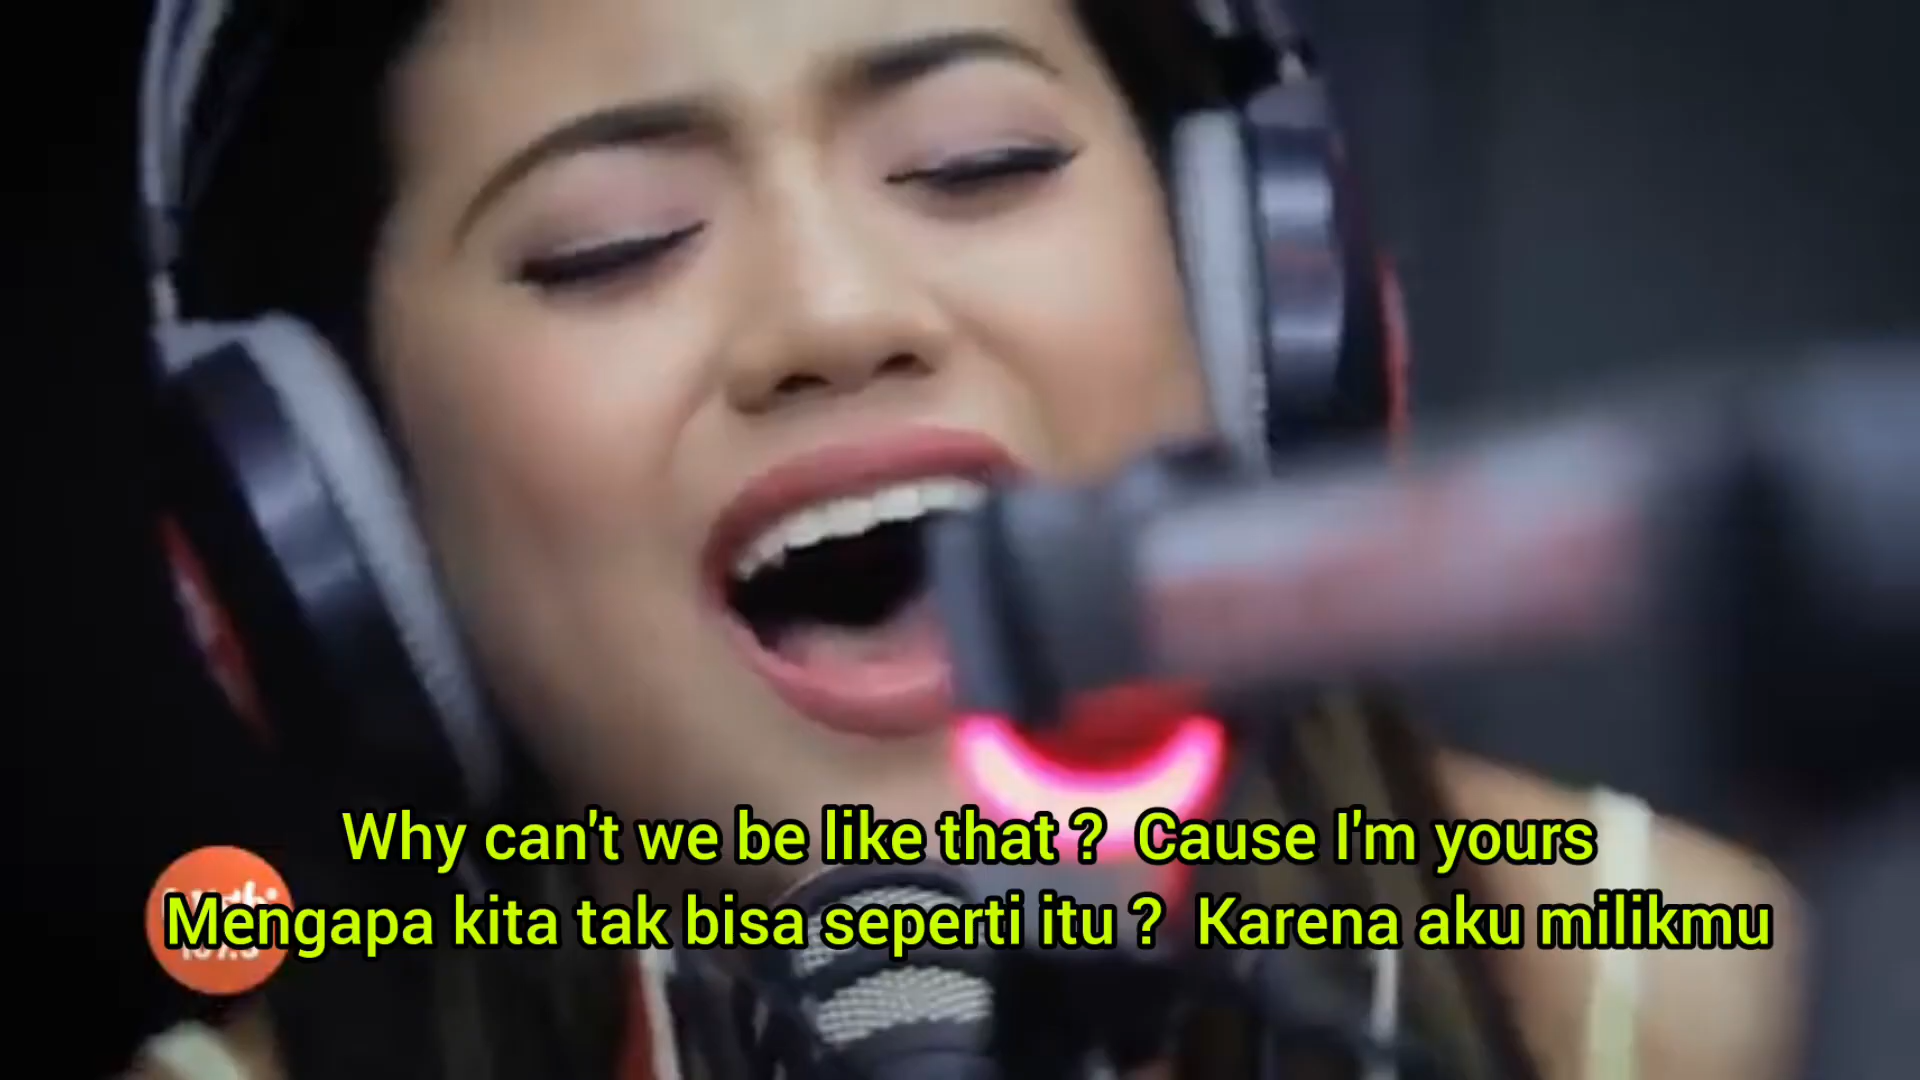 Why can't we be like that ? Cause I'm yours
Mengapa kita tak bisa seperti itu ? Karena aku milikmu